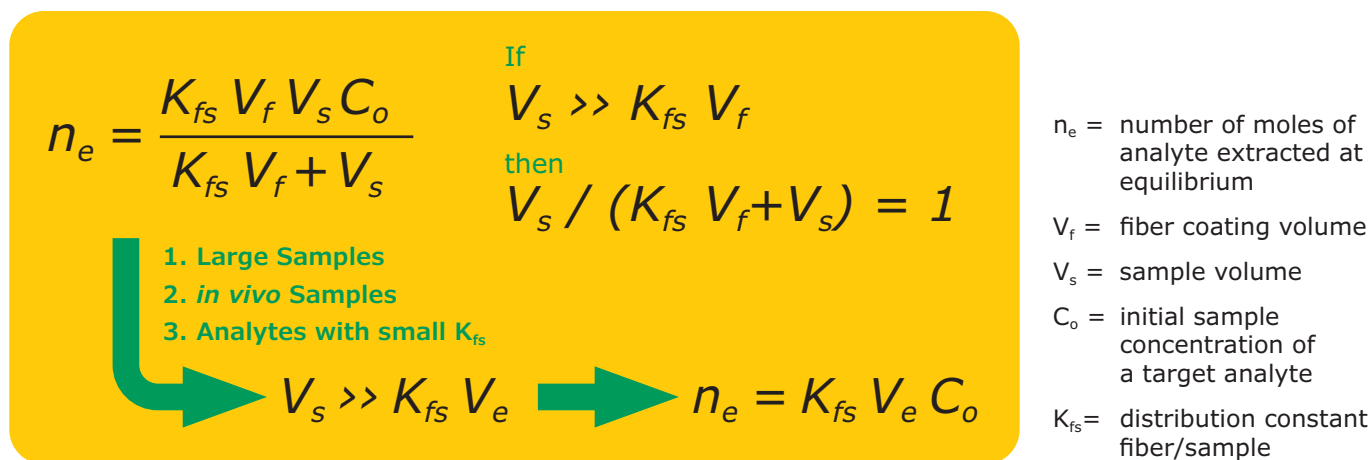 n_e = K_fs V_f V_s C_o / K_fs V_f + V_s
If
V_s >> K_fs V_f
then
V_s / (K_fs V_f+V_s) = 1
1. Large Samples
2. in vivo Samples
3. Analytes with small K_fs
V_s >> K_fs V_e
n_e = K_fs V_e C_o
n_e = number of moles of
analyte extracted at
equilibrium
V_f = fiber coating volume
V_s = sample volume
C_o = initial sample
concentration of
a target analyte
K_fs= distribution constant
fiber/sample